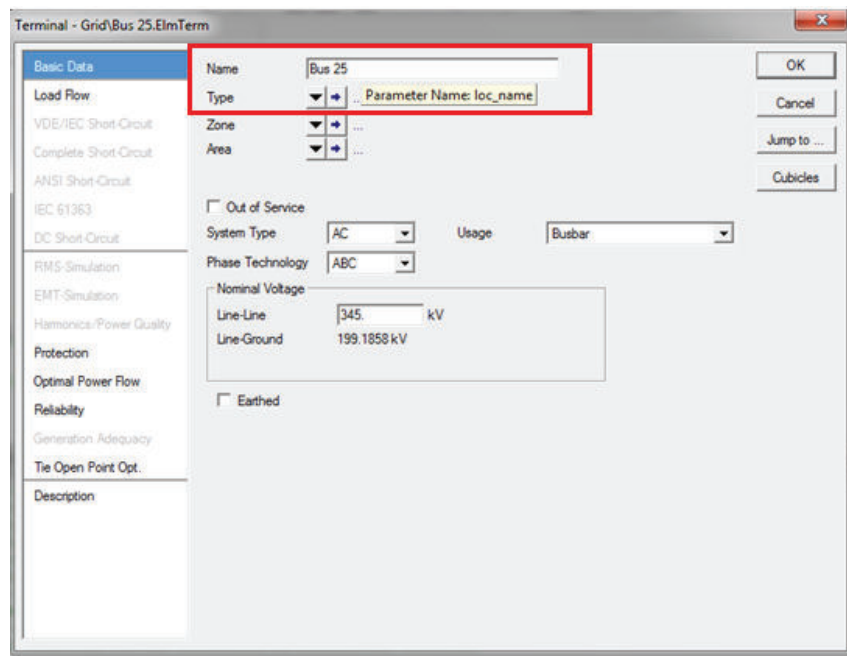 Terminal - Grid\Bus 25.ElmTerm
Basic Data
Load Flow
VDE/IEC Short-Circuit
Complete Short-Circuit
ANSI Short-Circuit
IEC 61363
DC Short-Circuit
RMS-Simulation
EMT-Simulation
Harmonics/Power Quality
Protection
Optimal Power Flow
Reliability
Generation Adequacy
Tie Open Point Opt.
Description
Name Bus 25
Type ... Parameter Name: loc_name
Zone ...
Area ...
Out of Service
System Type AC Usage Busbar
Phase Technology ABC
Nominal Voltage
Line-Line 345. kV
Line-Ground 199.1858 kV
Earthed
OK
Cancel
Jump to ...
Cubicles